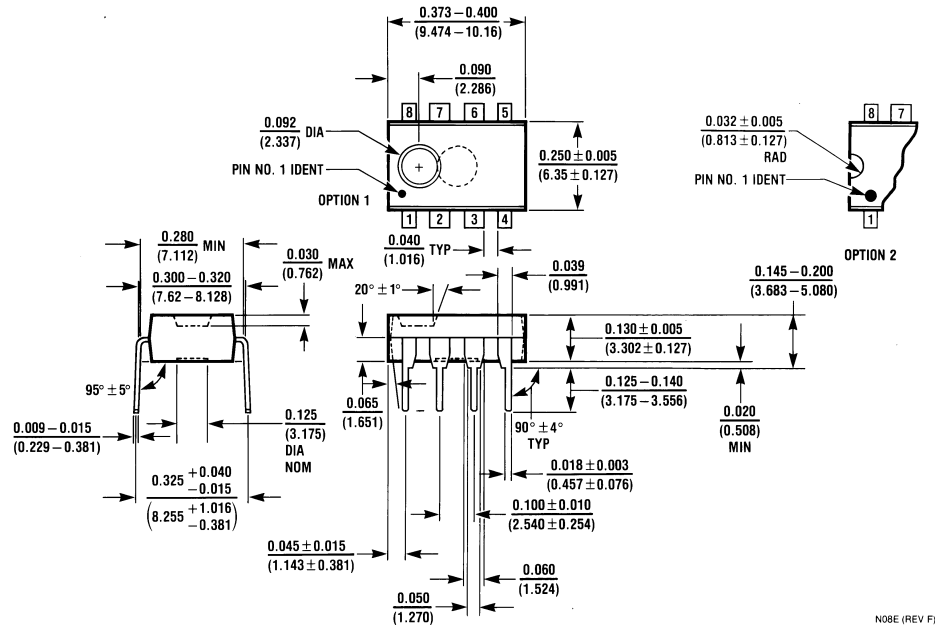 0.373 – 0.400
(9.474 – 10.16)
0.090
(2.286)
8 7 6 5
0.092 DIA
(2.337)
PIN NO. 1 IDENT
OPTION 1
1 2 3 4
0.250 ± 0.005
(6.35 ± 0.127)
8 7
0.032 ± 0.005
(0.813 ± 0.127)
RAD
PIN NO. 1 IDENT
1
OPTION 2
0.280 MIN
(7.112)
0.300 – 0.320
(7.62 – 8.128)
0.030 MAX
(0.762)
0.040 TYP
(1.016)
0.039
(0.991)
20° ± 1°
0.145 – 0.200
(3.683 – 5.080)
0.130 ± 0.005
(3.302 ± 0.127)
0.125 – 0.140
(3.175 – 3.556)
0.020
(0.508)
MIN
95° ± 5°
0.009 – 0.015
(0.229 – 0.381)
0.125
(3.175)
DIA
NOM
0.065
(1.651)
90° ± 4°
TYP
0.018 ± 0.003
(0.457 ± 0.076)
0.325 +0.040
−0.015
(8.255 +1.016
−0.381)
0.100 ± 0.010
(2.540 ± 0.254)
0.045 ± 0.015
(1.143 ± 0.381)
0.060
(1.524)
0.050
(1.270)
N08E (REV F)